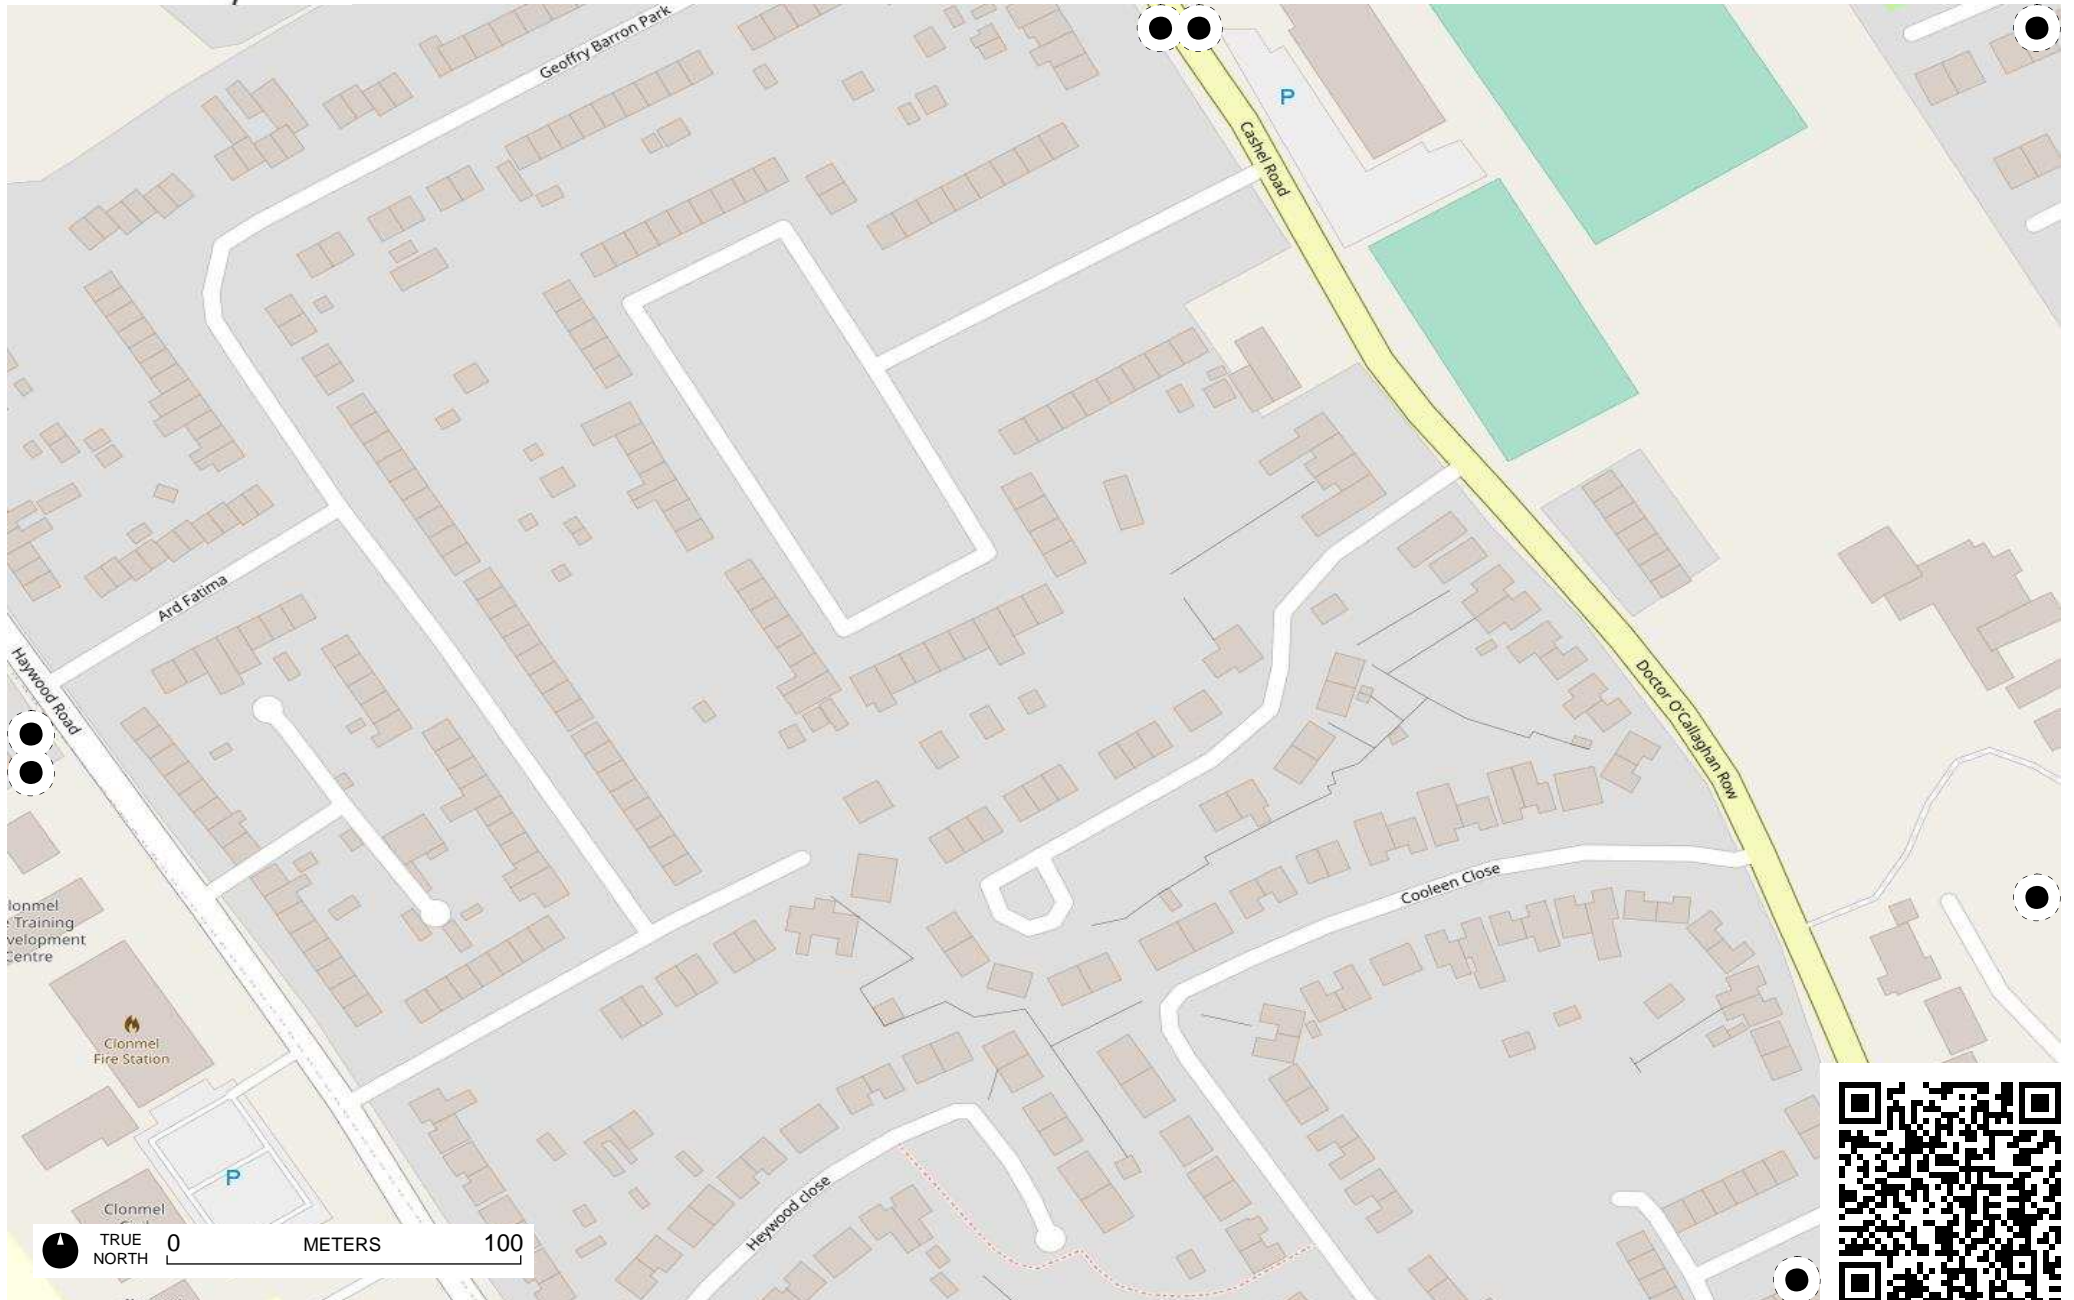 Geoffry Barron Park
P
Cashel Road
Ard Fatima
Haywood Road
Doctor O'Callaghan Row
Cooleen Close
lonmel
Training
velopment
Centre
Clonmel
Fire Station
P
Clonmel
Heywood close
TRUE
NORTH
0 METERS 100